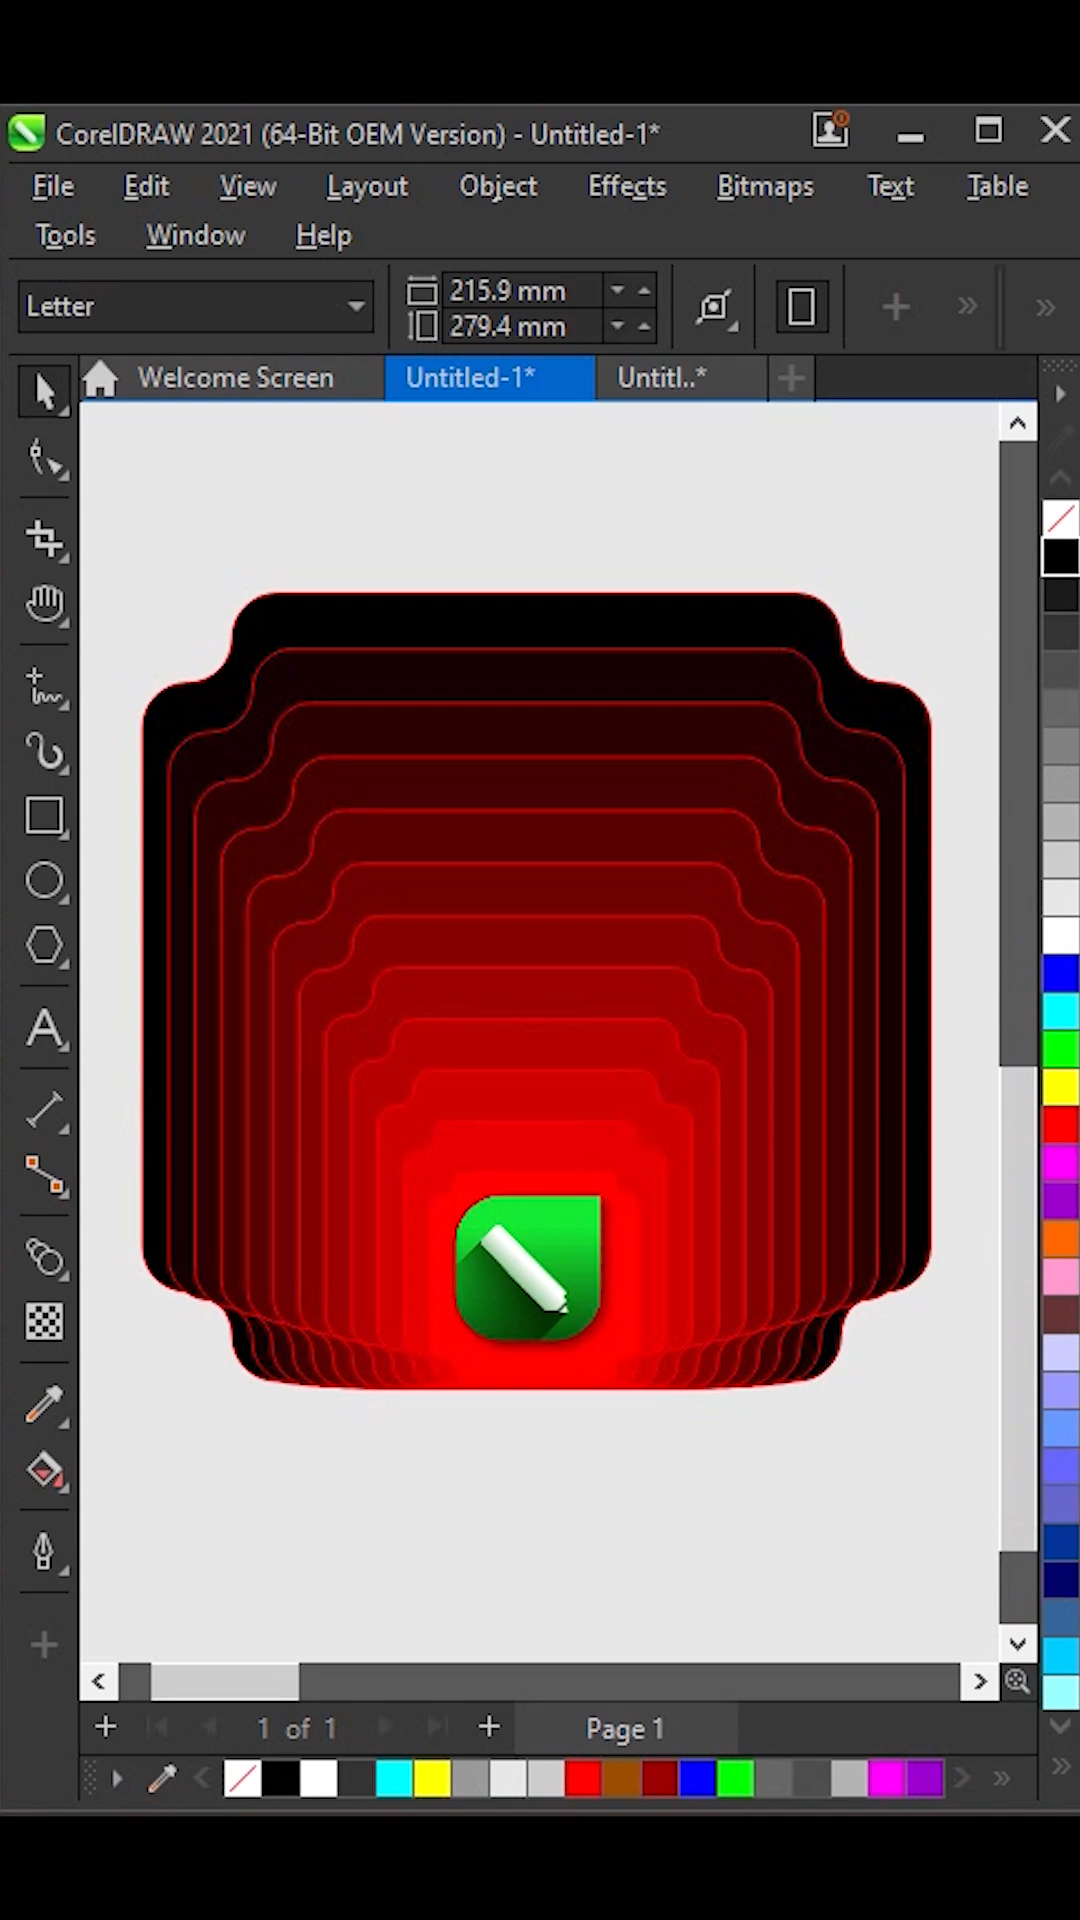 CorelDRAW 2021 (64-Bit OEM Version) - Untitled-1*
File Edit View Layout Object Effects Bitmaps Text Table
Tools Window Help
Letter
215.9 mm
279.4 mm
Welcome Screen Untitled-1* Untitl..*
1 of 1 Page 1